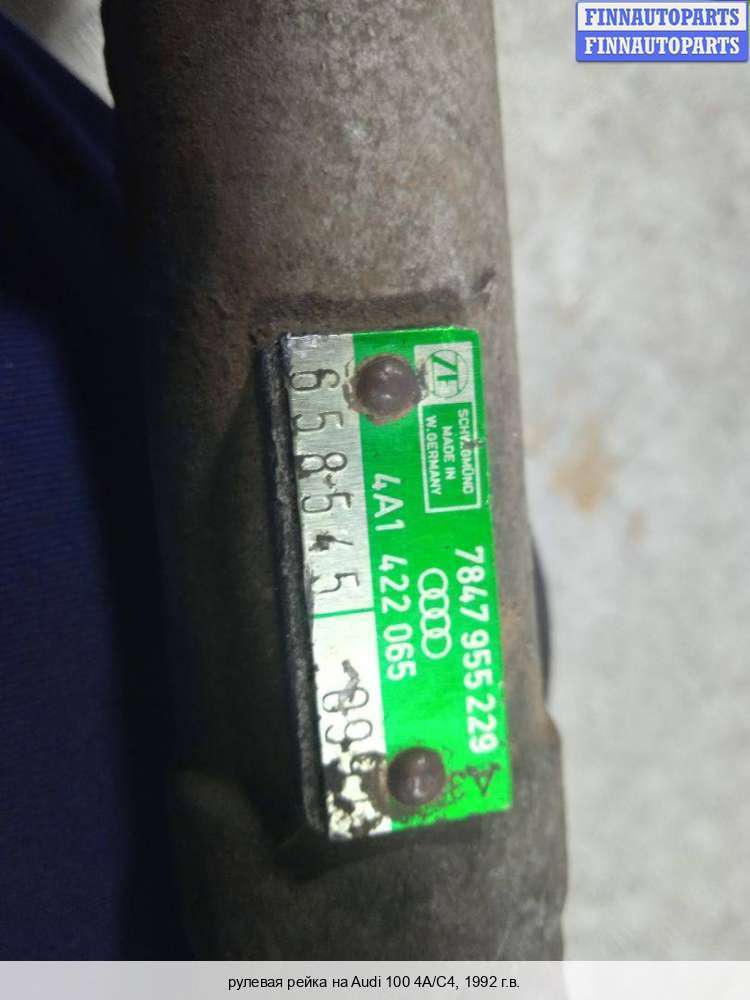 FINNAUTOPARTS
FINNAUTOPARTS
ZF
SCHW.GMÜND
MADE IN
W.GERMANY
7847 955 229
4A1 422 065
658545
A
рулевая рейка на Audi 100 4A/C4, 1992 г.в.